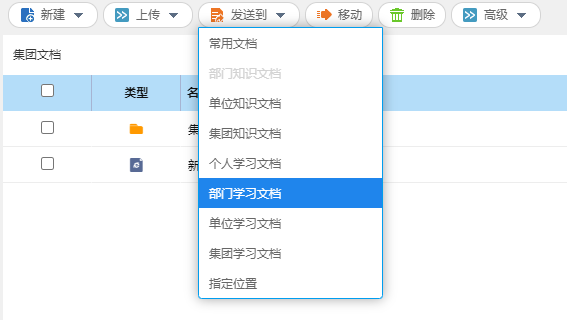 新建 上传 发送到 移动 删除 高级
集团文档
类型 名
集
新
常用文档
部门知识文档
单位知识文档
集团知识文档
个人学习文档
部门学习文档
单位学习文档
集团学习文档
指定位置